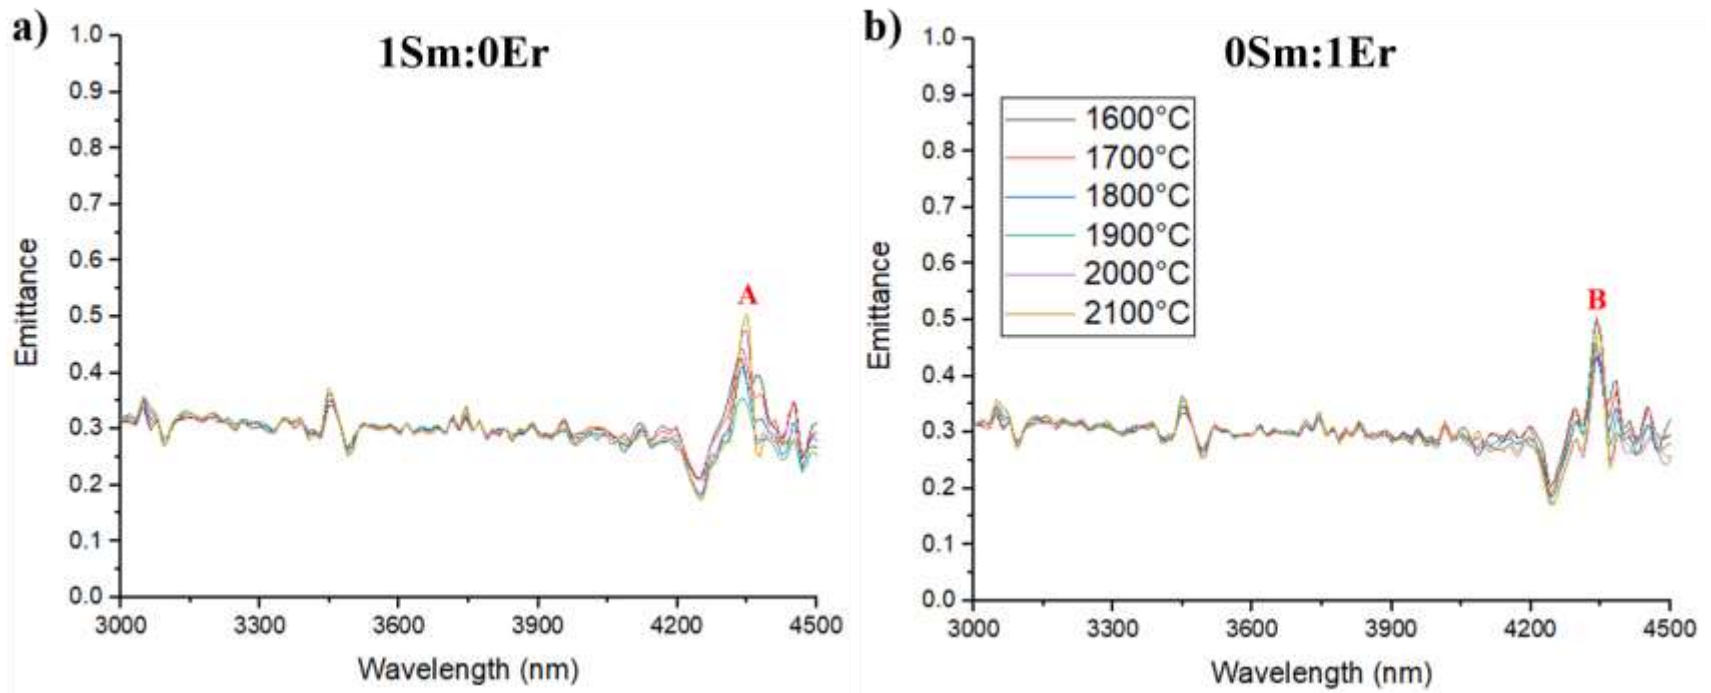 a)
1Sm:0Er
1.0
0.9
0.8
0.7
0.6
0.5
0.4
0.3
0.2
0.1
0.0
Emittance
A
3000 3300 3600 3900 4200 4500
Wavelength (nm)
b)
0Sm:1Er
1.0
0.9
0.8
0.7
0.6
0.5
0.4
0.3
0.2
0.1
0.0
Emittance
1600°C
1700°C
1800°C
1900°C
2000°C
2100°C
B
3000 3300 3600 3900 4200 4500
Wavelength (nm)